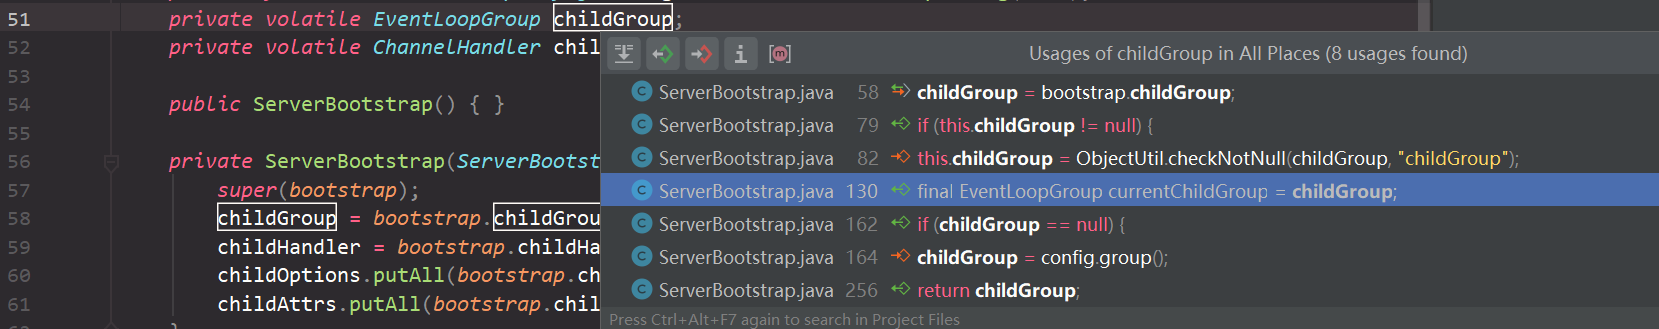 51 private volatile EventLoopGroup childGroup;
52 private volatile ChannelHandler chil
53
54 public ServerBootstrap() { }
55
56 private ServerBootstrap(ServerBootst
57 super(bootstrap);
58 childGroup = bootstrap.childGrou
59 childHandler = bootstrap.childHa
60 childOptions.putAll(bootstrap.ch
61 childAttrs.putAll(bootstrap.chil
Usages of childGroup in All Places (8 usages found)
ServerBootstrap.java 58 childGroup = bootstrap.childGroup;
ServerBootstrap.java 79 if (this.childGroup != null) {
ServerBootstrap.java 82 this.childGroup = ObjectUtil.checkNotNull(childGroup, "childGroup");
ServerBootstrap.java 130 final EventLoopGroup currentChildGroup = childGroup;
ServerBootstrap.java 162 if (childGroup == null) {
ServerBootstrap.java 164 childGroup = config.group();
ServerBootstrap.java 256 return childGroup;
Press Ctrl+Alt+F7 again to search in Project Files